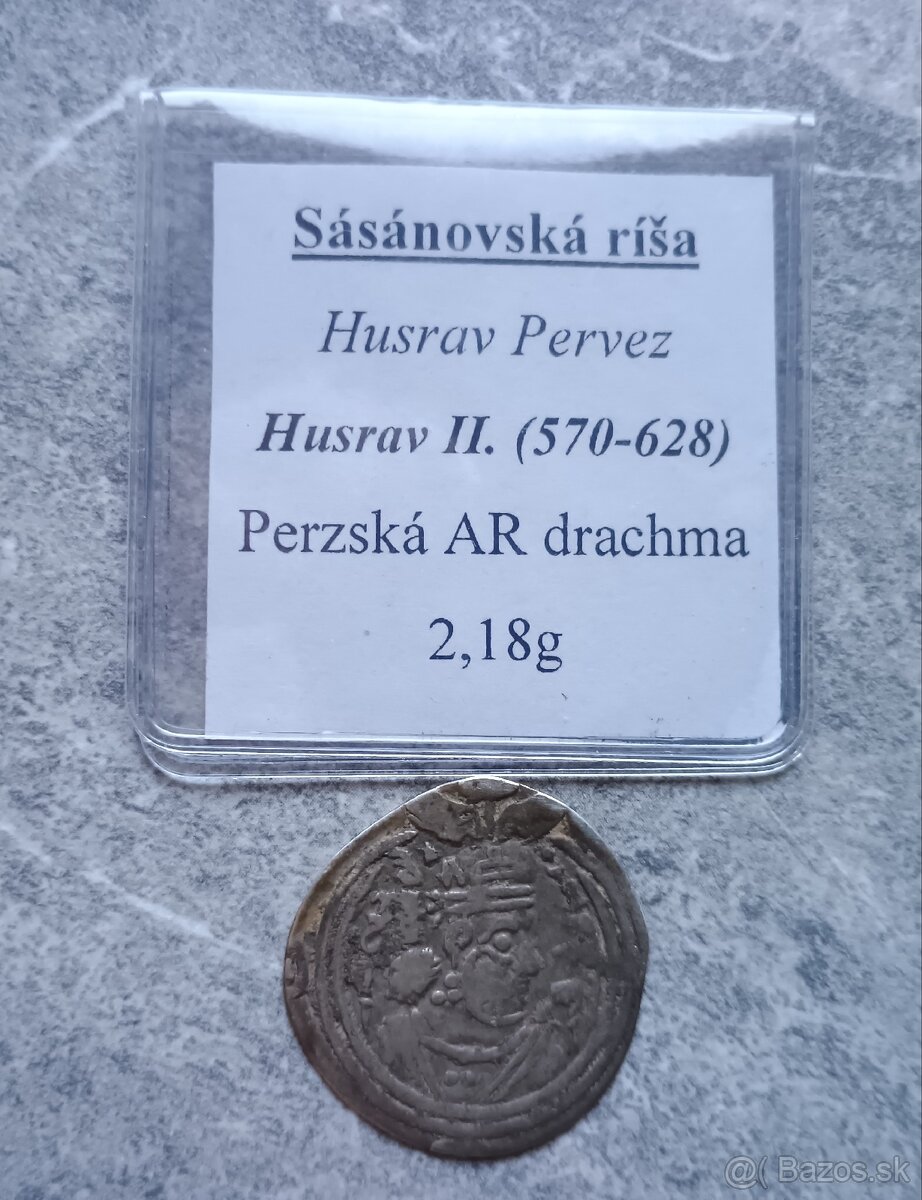 Sásánovská ríša
Husrav Pervez
Husrav II. (570-628)
Perzská AR drachma
2,18g
@( Bazos.sk